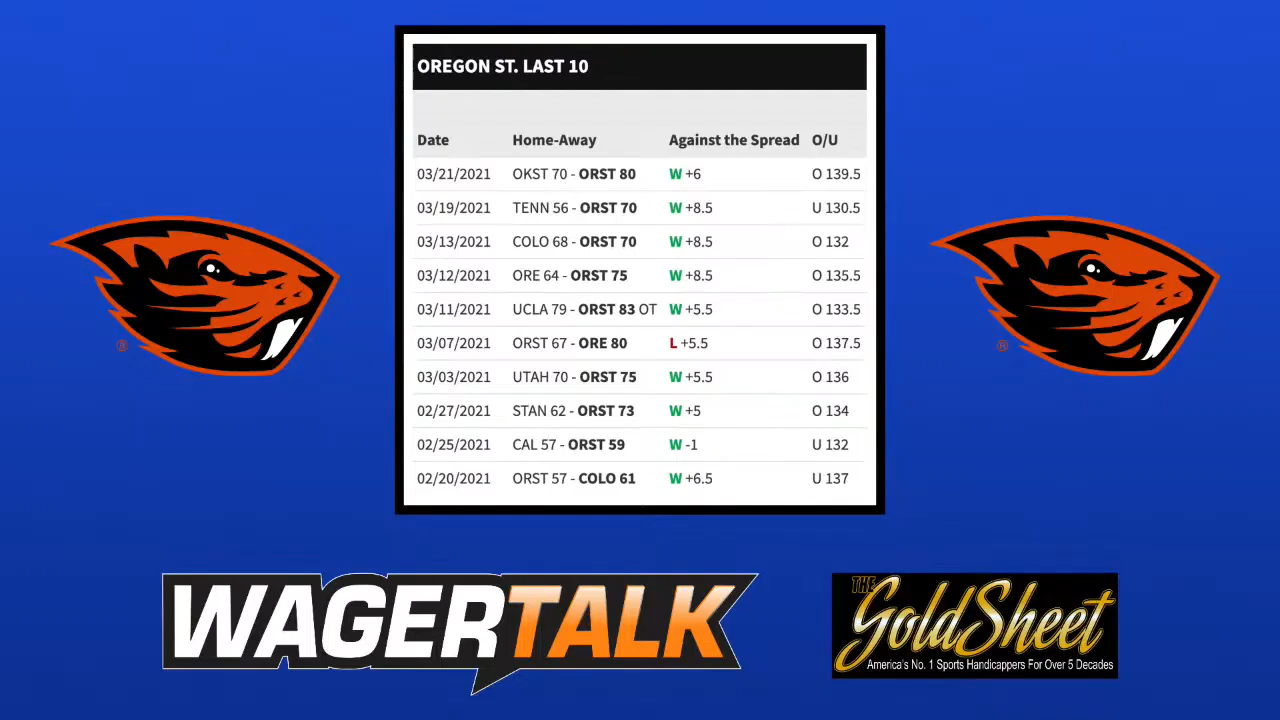 OREGON ST. LAST 10
Date Home-Away Against the Spread O/U
03/21/2021 OKST 70 - ORST 80 W +6 O 139.5
03/19/2021 TENN 56 - ORST 70 W +8.5 U 130.5
03/13/2021 COLO 68 - ORST 70 W +8.5 O 132
03/12/2021 ORE 64 - ORST 75 W +8.5 O 135.5
03/11/2021 UCLA 79 - ORST 83 OT W +5.5 O 133.5
03/07/2021 ORST 67 - ORE 80 L +5.5 O 137.5
03/03/2021 UTAH 70 - ORST 75 W +5.5 O 136
02/27/2021 STAN 62 - ORST 73 W +5 O 134
02/25/2021 CAL 57 - ORST 59 W -1 U 132
02/20/2021 ORST 57 - COLO 61 W +6.5 U 137
® ®
WAGERTALK
THE
GoldSheet
America's No. 1 Sports Handicappers For Over 5 Decades